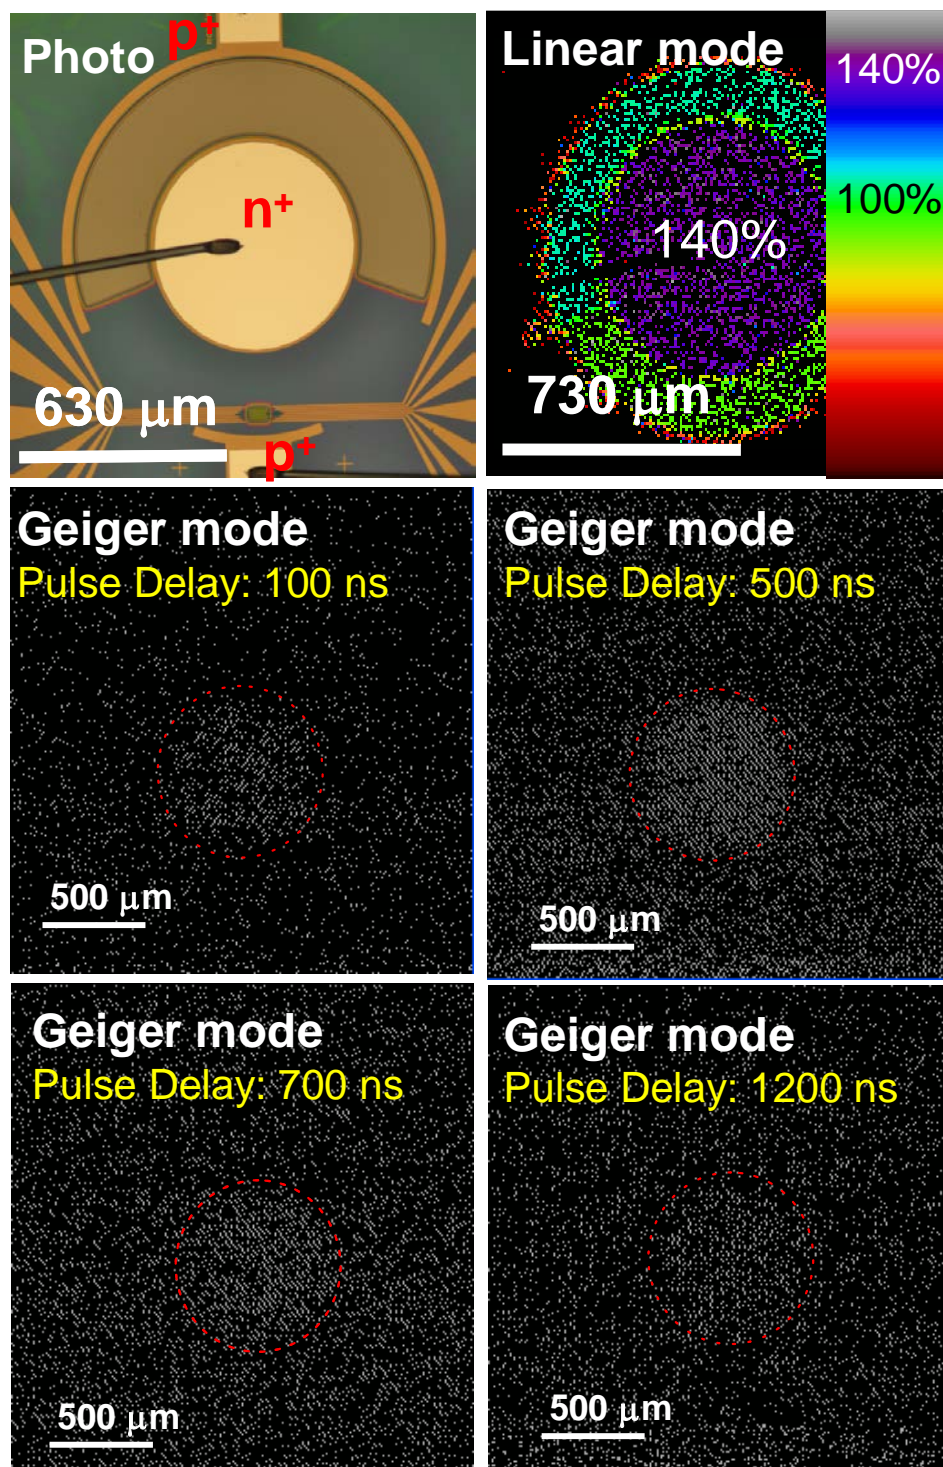 Photo
p+
n+
630 μm
p+
Linear mode
140%
100%
140%
730 μm
Geiger mode
Pulse Delay: 100 ns
500 μm
Geiger mode
Pulse Delay: 500 ns
500 μm
Geiger mode
Pulse Delay: 700 ns
500 μm
Geiger mode
Pulse Delay: 1200 ns
500 μm